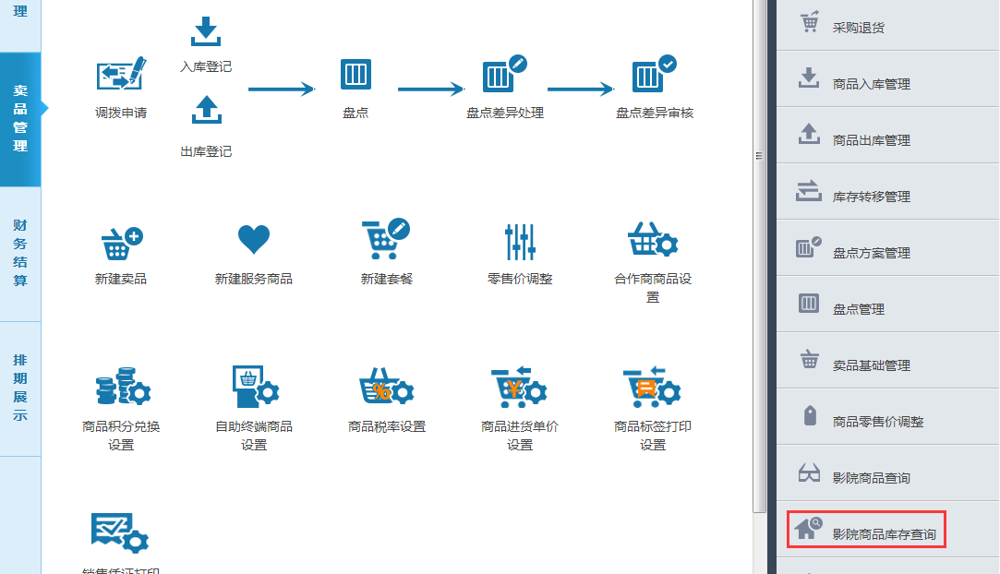 理
卖品管理
财务结算
排期展示
入库登记
调拨申请
出库登记
盘点
盘点差异处理
盘点差异审核
新建卖品
新建服务商品
新建套餐
零售价调整
合作商商品设
置
商品积分兑换
设置
自助终端商品
设置
商品税率设置
商品进货单价
设置
商品标签打印
设置
销售凭证打印
采购退货
商品入库管理
商品出库管理
库存转移管理
盘点方案管理
盘点管理
卖品基础管理
商品零售价调整
影院商品查询
影院商品库存查询